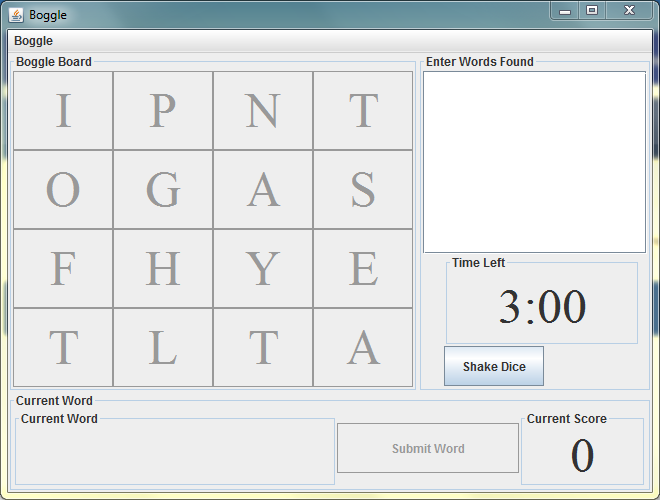 Boggle
Boggle
Boggle Board
Enter Words Found
I P N T
O G A S
F H Y E
Time Left
3:00
T L T A
Shake Dice
Current Word
Current Word
Submit Word
Current Score
0